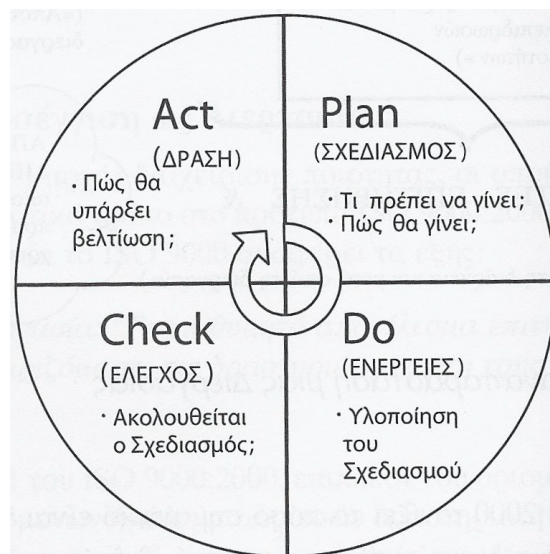 Act
(ΔΡΑΣΗ)
· Πώς θα
υπάρξει
βελτίωση;
Plan
(ΣΧΕΔΙΑΣΜΟΣ)
· Τι πρέπει να γίνει;
· Πώς θα γίνει;
Check
(ΕΛΕΓΧΟΣ)
· Ακολουθείται
ο Σχεδιασμός;
Do
(ΕΝΕΡΓΕΙΕΣ)
· Υλοποίηση
του
Σχεδιασμού